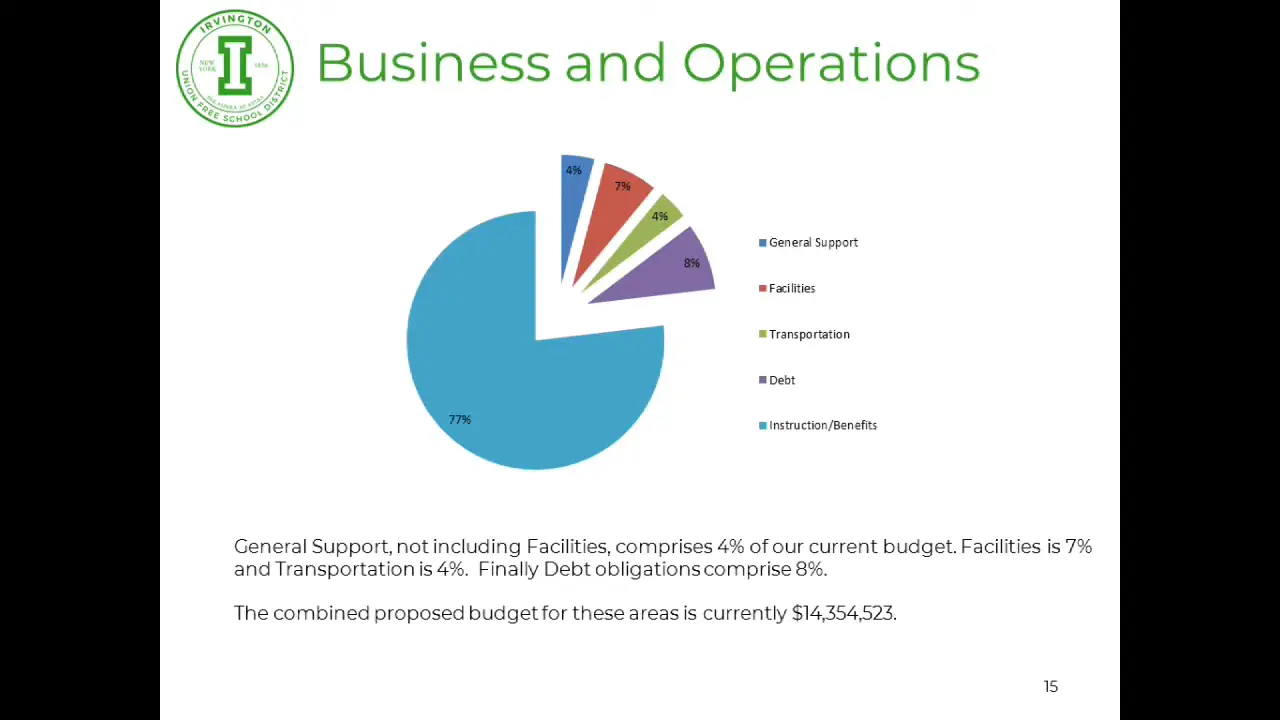 IRVINGTON
NEW YORK 1856
UNION FREE SCHOOL DISTRICT
Business and Operations
4%
7%
4%
8%
77%
General Support
Facilities
Transportation
Debt
Instruction/Benefits
General Support, not including Facilities, comprises 4% of our current budget. Facilities is 7%
and Transportation is 4%.  Finally Debt obligations comprise 8%.
The combined proposed budget for these areas is currently $14,354,523.
15